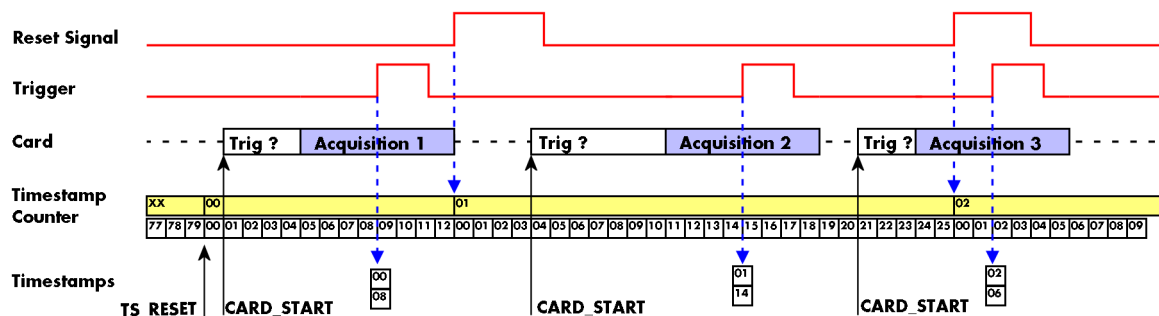 Reset Signal
Trigger
Card
Trig ?
Acquisition 1
Trig ?
Acquisition 2
Trig ?
Acquisition 3
Timestamp
Counter
XX 00 01 02
77 78 79 00 01 02 03 04 05 06 07 08 09 10 11 12 00 01 02 03 04 05 06 07 08 09 10 11 12 13 14 15 16 17 18 19 20 21 22 23 24 25 00 01 02 03 04 05 06 07 08 09
Timestamps
00
08
01
14
02
06
TS_RESET
CARD_START
CARD_START
CARD_START